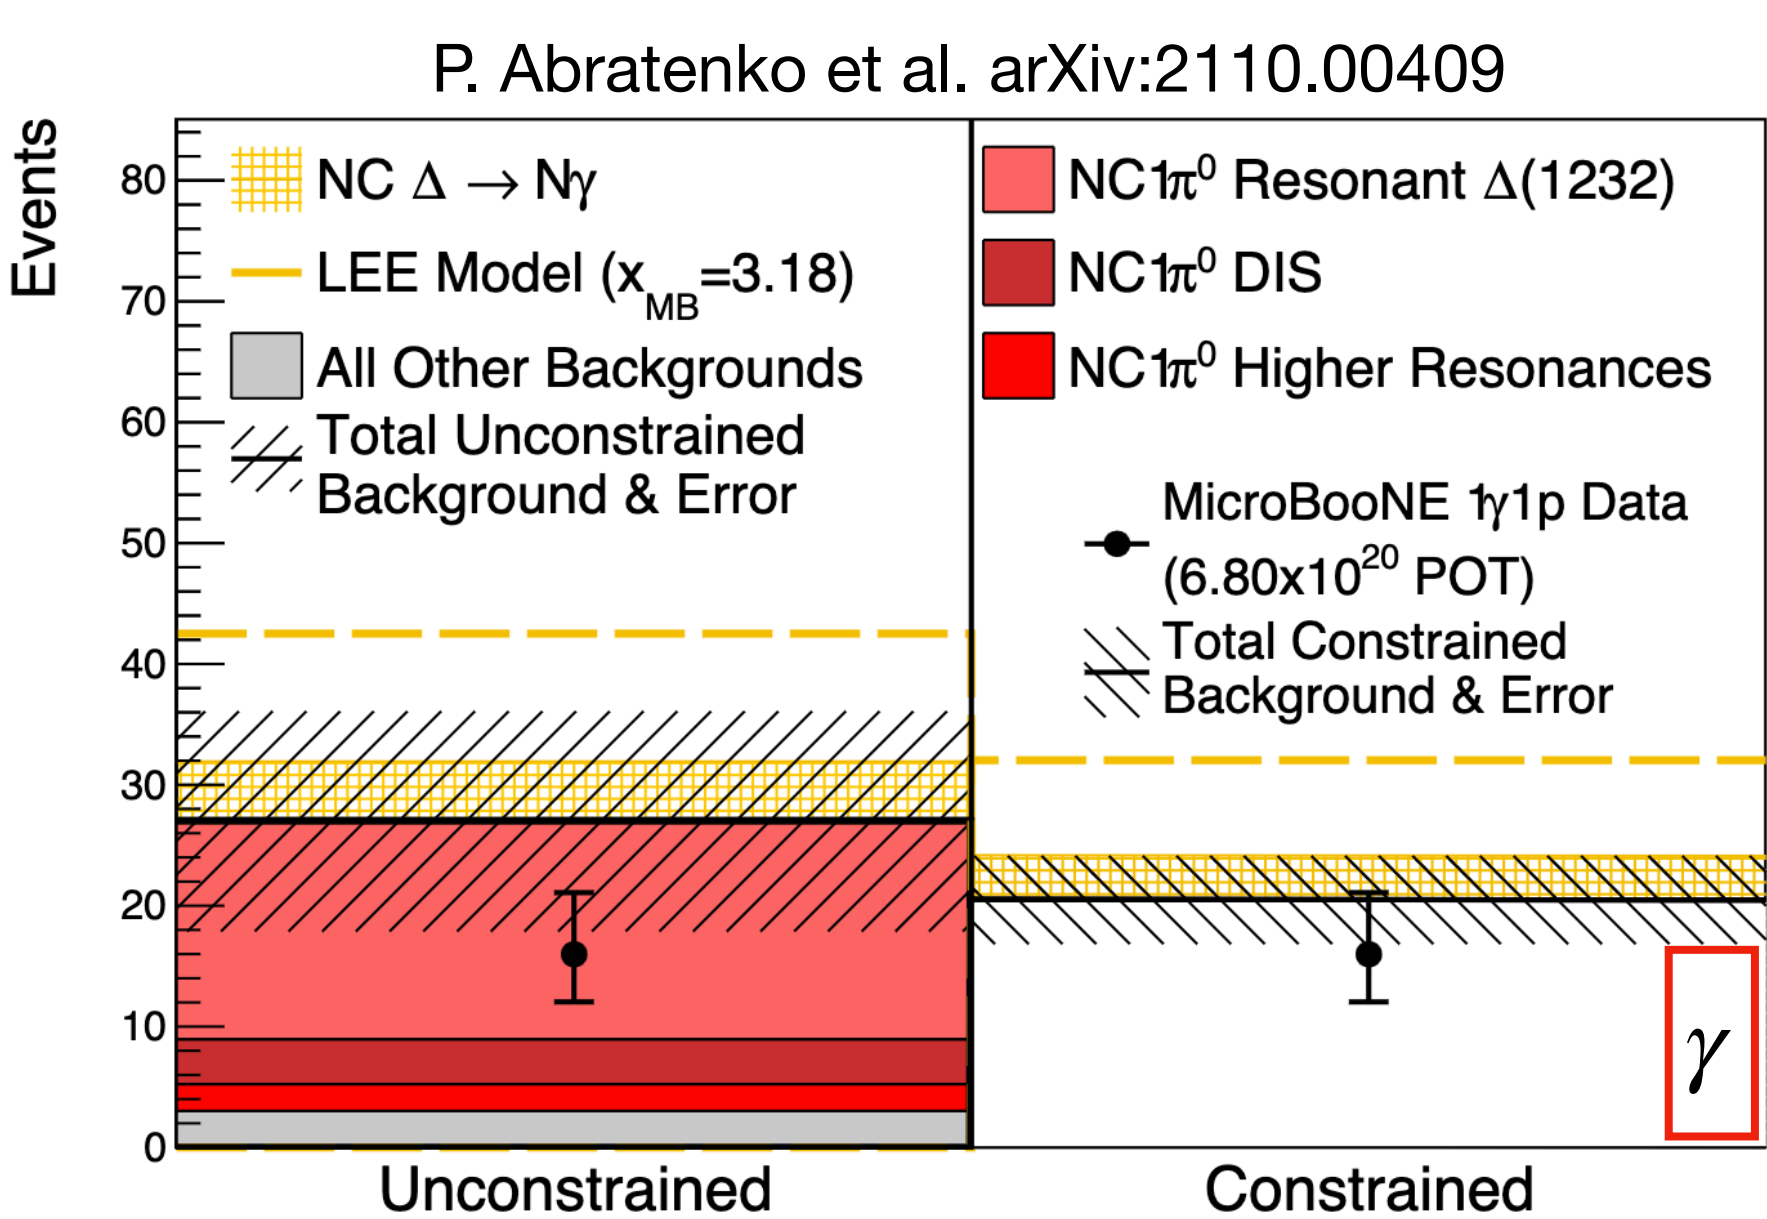 P. Abratenko et al. arXiv:2110.00409
Events
80
70
60
50
40
30
20
10
0
NC Δ → Nγ
LEE Model (x_MB=3.18)
All Other Backgrounds
Total Unconstrained
Background & Error
NC1π⁰ Resonant Δ(1232)
NC1π⁰ DIS
NC1π⁰ Higher Resonances
MicroBooNE 1γ1p Data
(6.80x10²⁰ POT)
Total Constrained
Background & Error
γ
Unconstrained
Constrained